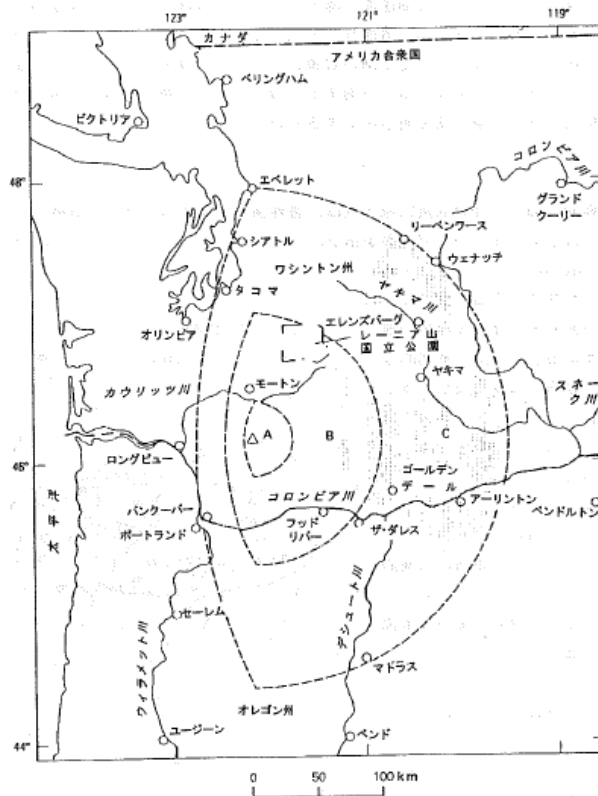 123° 121° 119°
カナダ
アメリカ合衆国
ベリングハム
ビクトリア
コロンビア川
48°
エベレット
グランド
クーリー
リーベンワース
シアトル
ウェナッチ
ワシントン州
ヤキマ川
タコマ
オリンピア
エレンズバーグ
レーニア山
国立公園
ヤキマ
モートン
カウリッツ川
スネーク川
A B C
46°
ロングビュー
ゴールデン
デール
コロンビア川
アーリントン
バンクーバー
ポートランド
フッド
リバー
ザ・ダレス
ペンドルトン
太平洋
セーレム
デシュート川
ウィラメット川
マドラス
オレゴン州
ユージーン
ベンド
44°
0 50 100 km